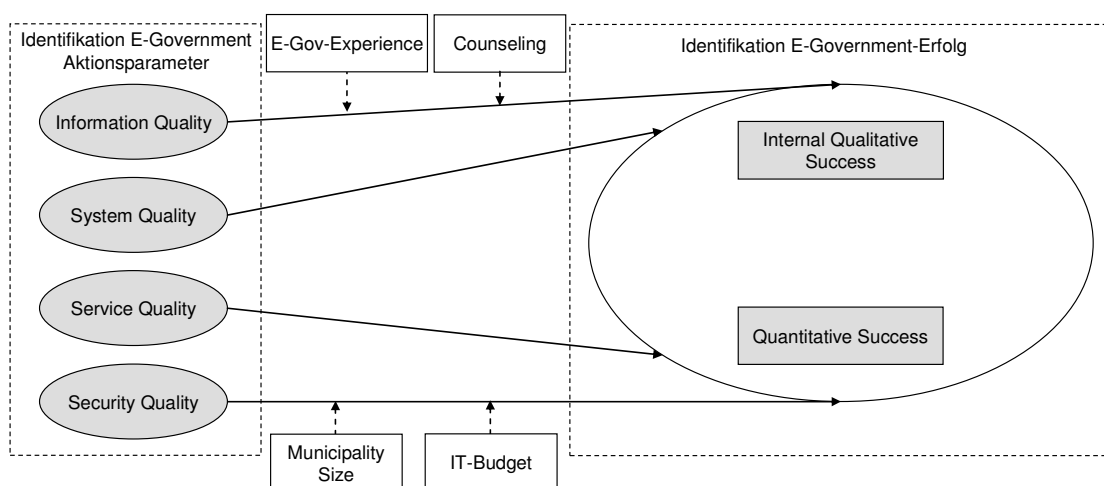 Identifikation E-Government
Aktionsparameter
E-Gov-Experience
Counseling
Identifikation E-Government-Erfolg
Information Quality
System Quality
Service Quality
Security Quality
Internal Qualitative
Success
Quantitative Success
Municipality
Size
IT-Budget